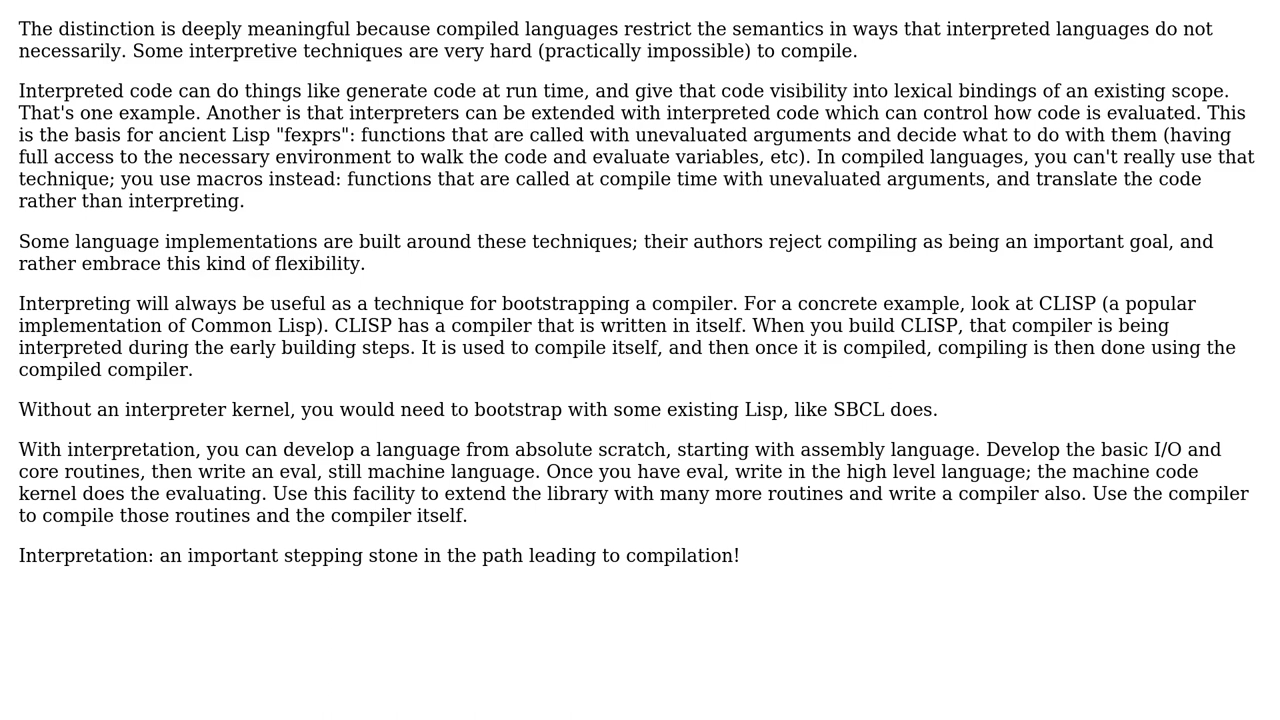 The distinction is deeply meaningful because compiled languages restrict the semantics in ways that interpreted languages do not
necessarily. Some interpretive techniques are very hard (practically impossible) to compile.
Interpreted code can do things like generate code at run time, and give that code visibility into lexical bindings of an existing scope.
That's one example. Another is that interpreters can be extended with interpreted code which can control how code is evaluated. This
is the basis for ancient Lisp "fexprs": functions that are called with unevaluated arguments and decide what to do with them (having
full access to the necessary environment to walk the code and evaluate variables, etc). In compiled languages, you can't really use that
technique; you use macros instead: functions that are called at compile time with unevaluated arguments, and translate the code
rather than interpreting.
Some language implementations are built around these techniques; their authors reject compiling as being an important goal, and
rather embrace this kind of flexibility.
Interpreting will always be useful as a technique for bootstrapping a compiler. For a concrete example, look at CLISP (a popular
implementation of Common Lisp). CLISP has a compiler that is written in itself. When you build CLISP, that compiler is being
interpreted during the early building steps. It is used to compile itself, and then once it is compiled, compiling is then done using the
compiled compiler.
Without an interpreter kernel, you would need to bootstrap with some existing Lisp, like SBCL does.
With interpretation, you can develop a language from absolute scratch, starting with assembly language. Develop the basic I/O and
core routines, then write an eval, still machine language. Once you have eval, write in the high level language; the machine code
kernel does the evaluating. Use this facility to extend the library with many more routines and write a compiler also. Use the compiler
to compile those routines and the compiler itself.
Interpretation: an important stepping stone in the path leading to compilation!